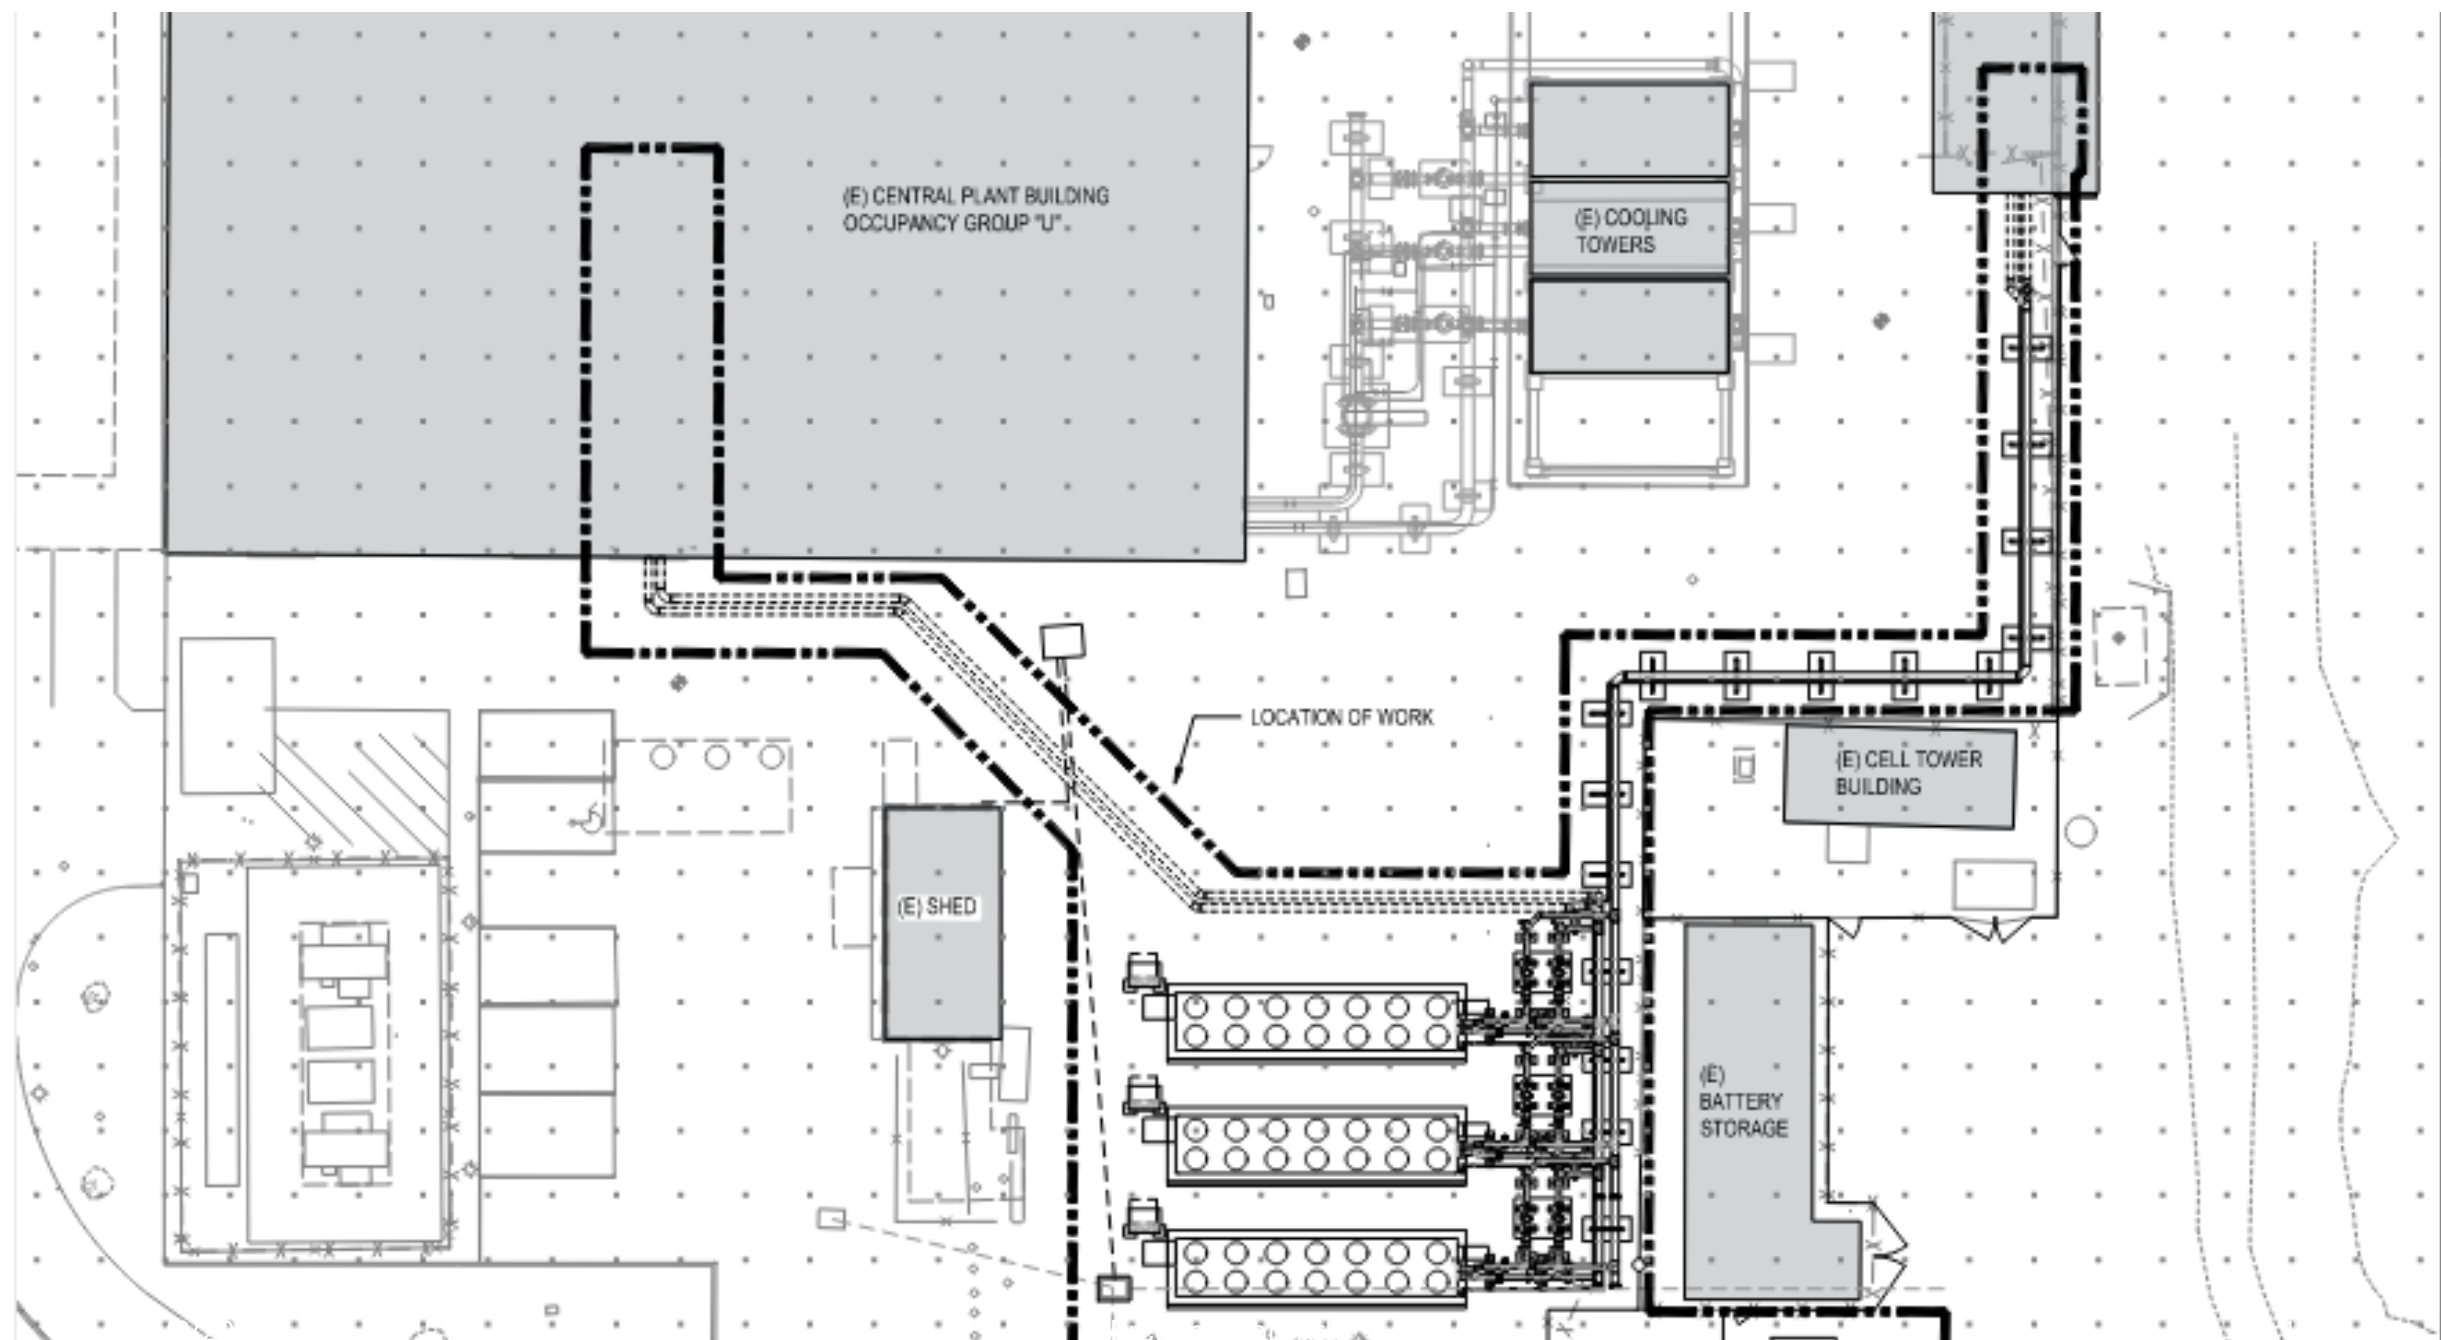 (E) CENTRAL PLANT BUILDING
OCCUPANCY GROUP "U"
(E) COOLING
TOWERS
LOCATION OF WORK
(E) CELL TOWER
BUILDING
(E) SHED
(E)
BATTERY
STORAGE